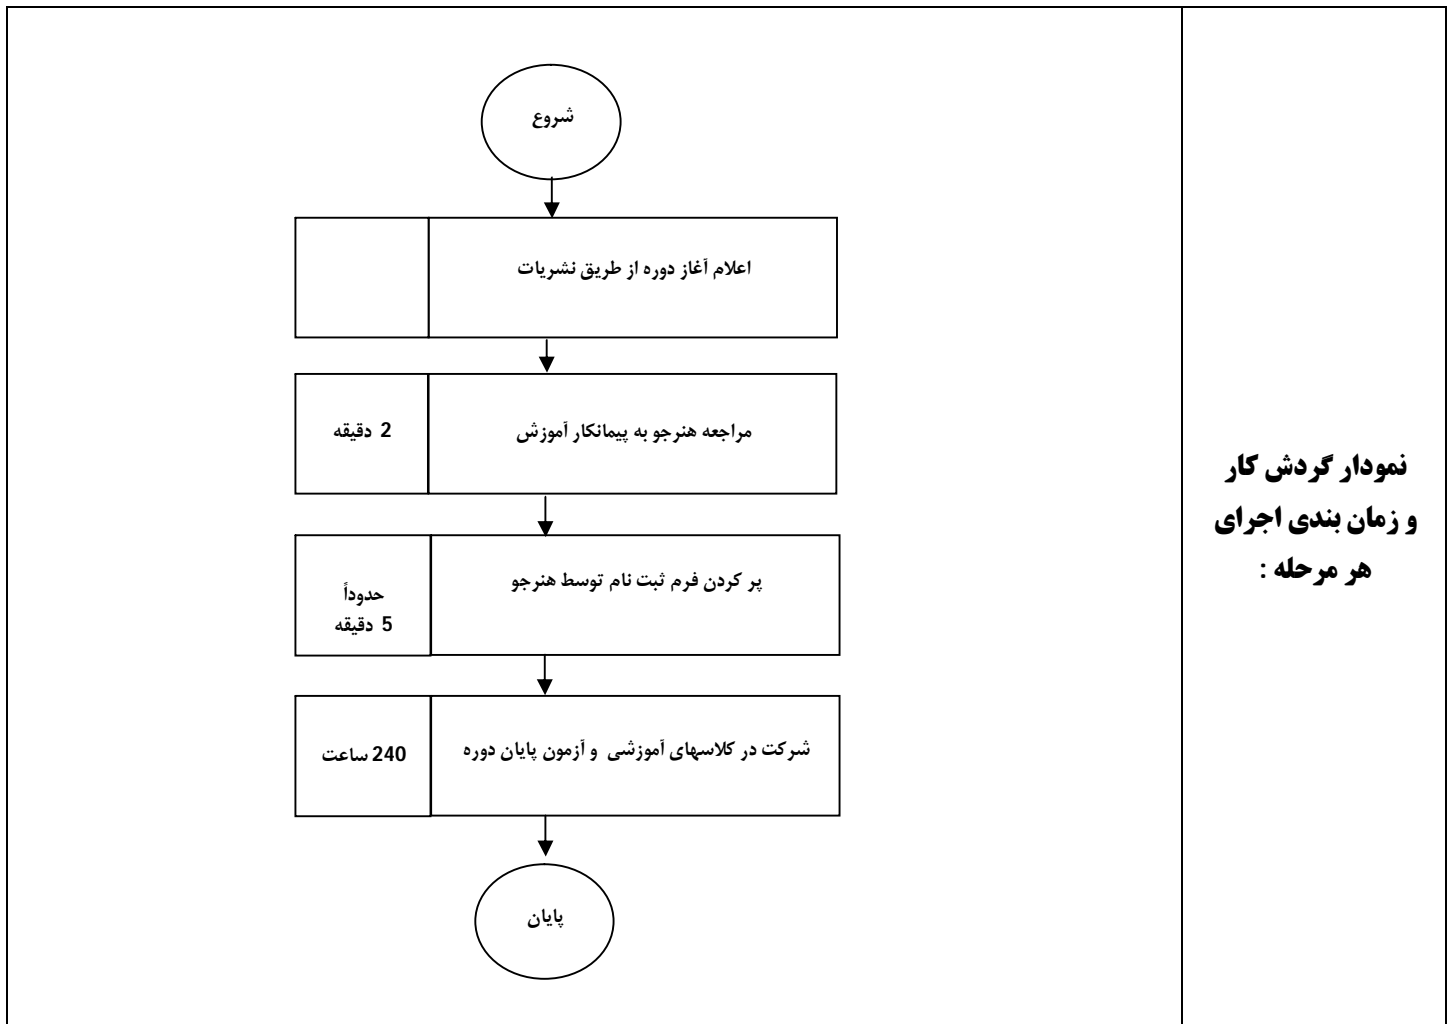 نمودار گردش کار
و زمان بندی اجرای
هر مرحله :
شروع
اعلام آغاز دوره از طریق نشریات
مراجعه هنرجو به پیمانکار آموزش
2 دقیقه
پر کردن فرم ثبت نام توسط هنرجو
حدوداً
5 دقیقه
شرکت در کلاسهای آموزشی و آزمون پایان دوره
240 ساعت
پایان